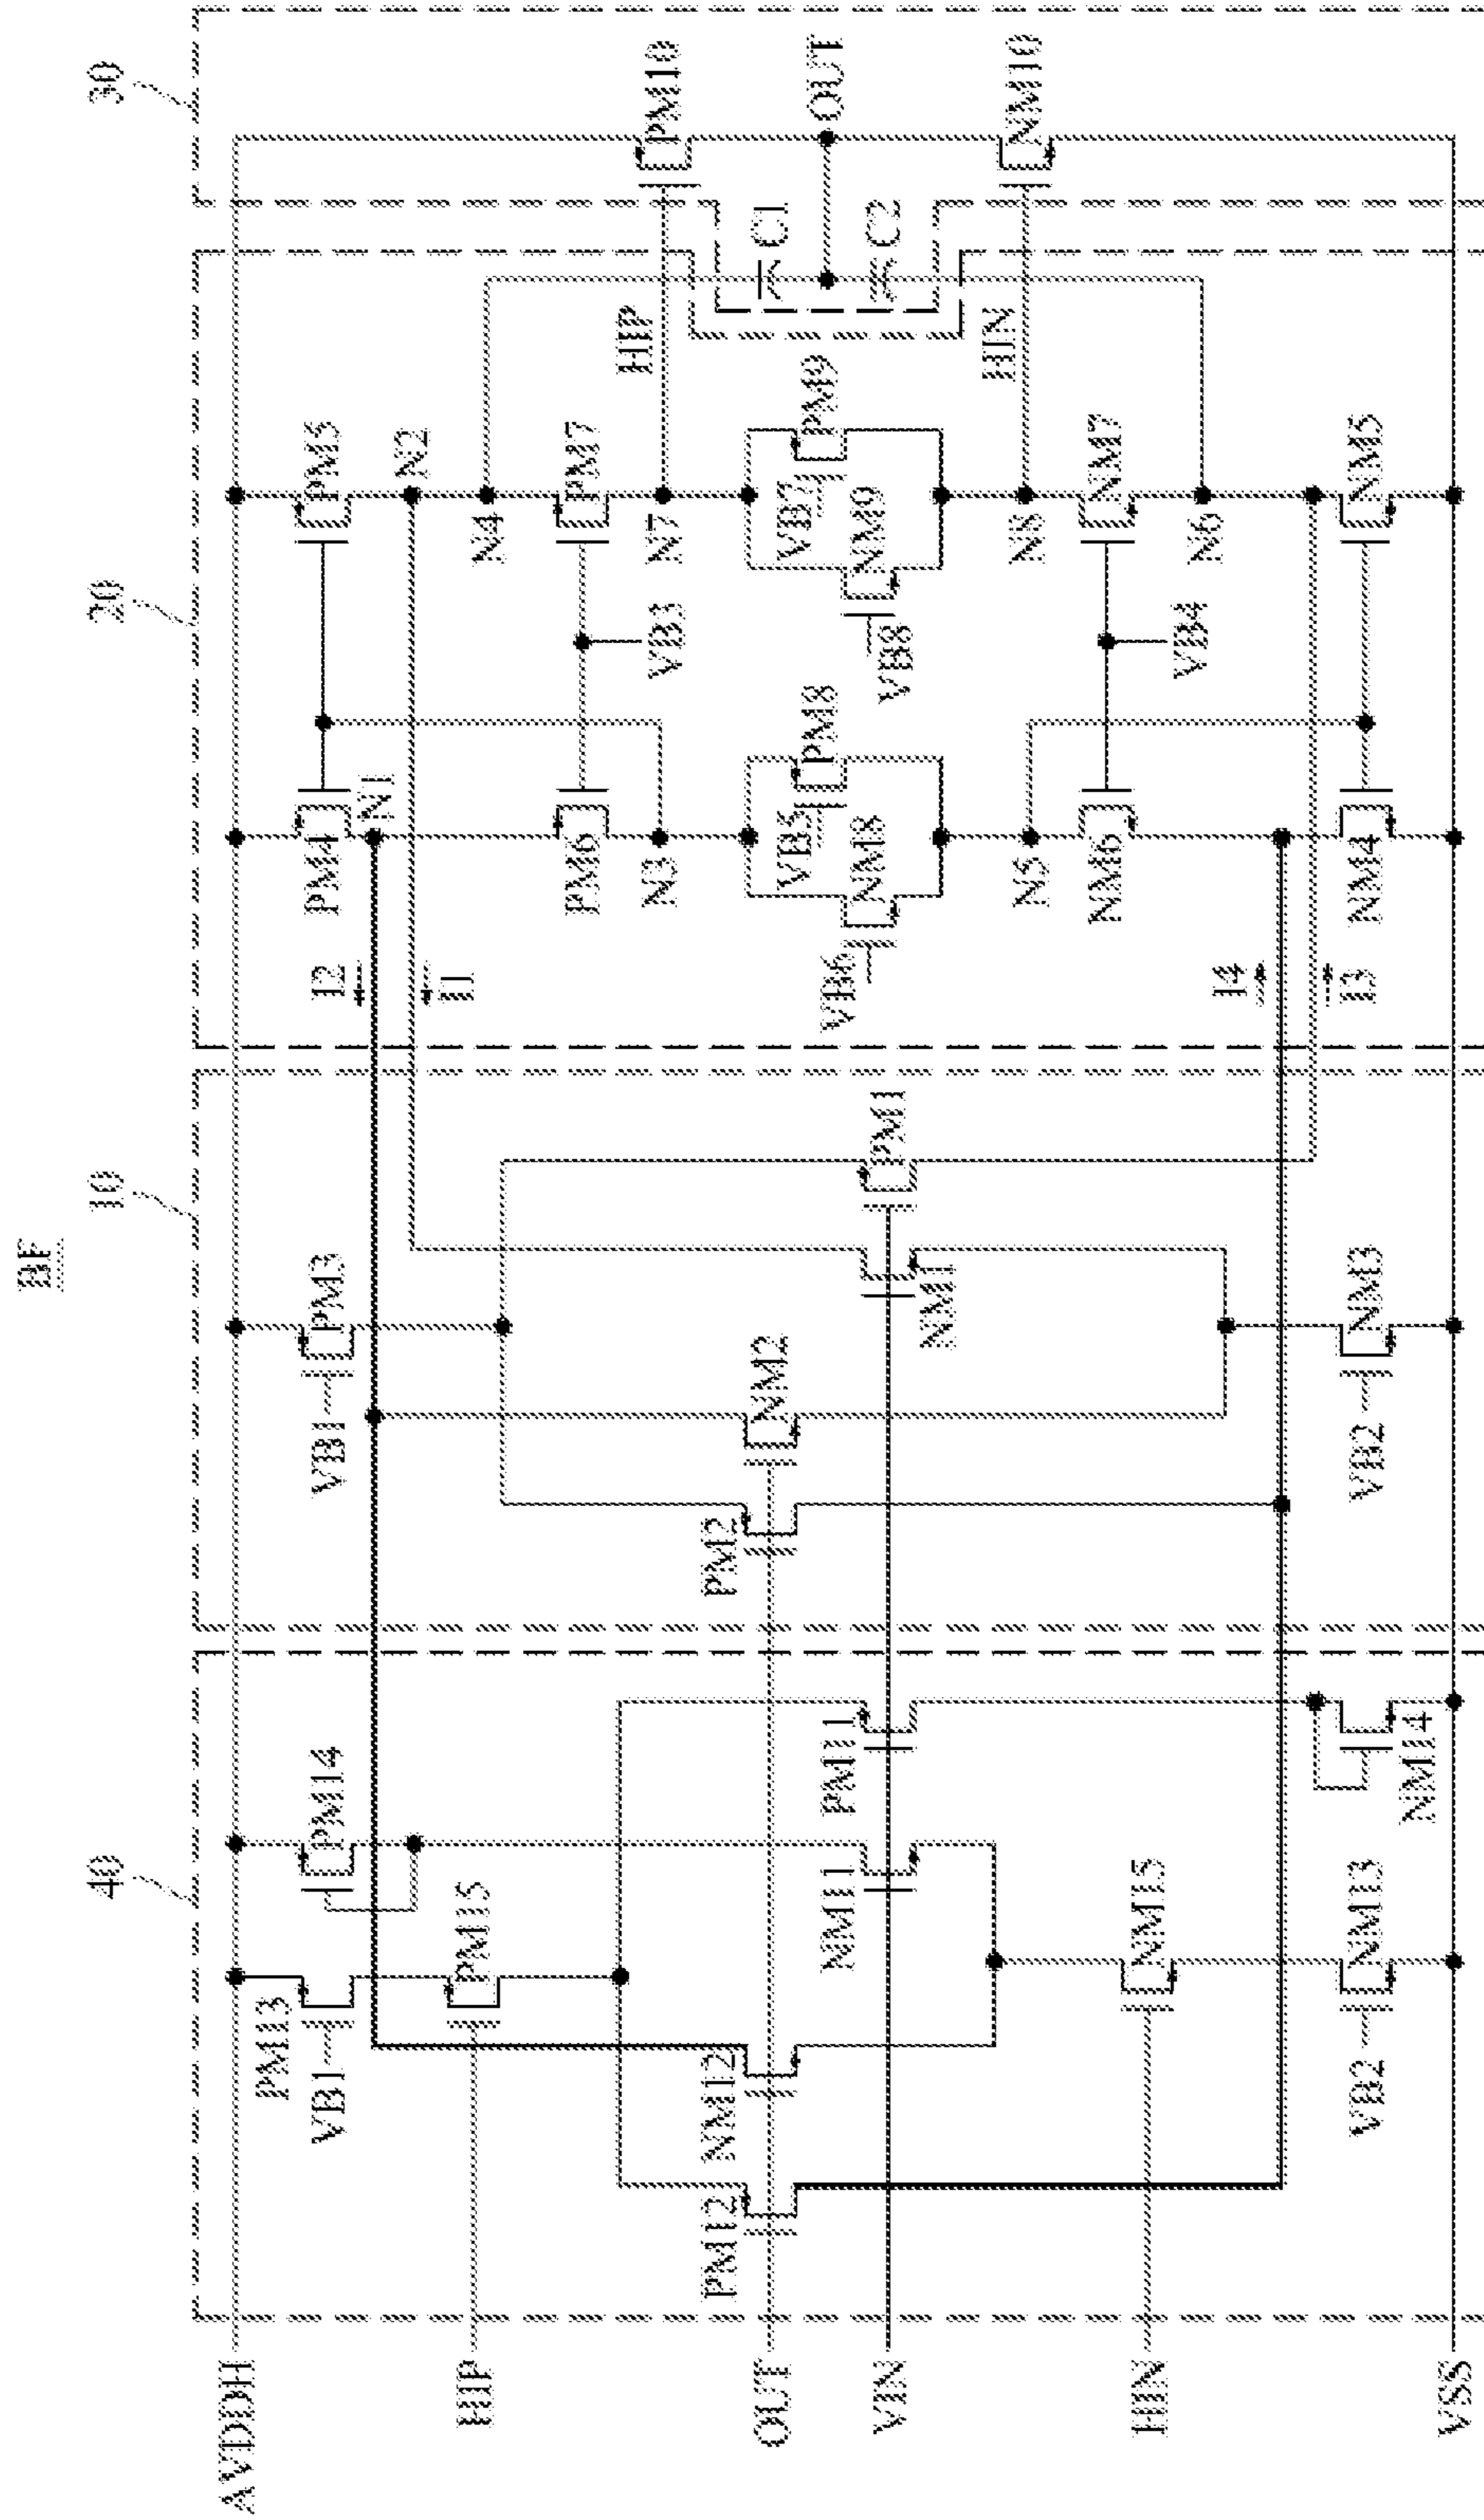 BF
40
10
20
30
AVDDH
HIP
OUT
VIN
HIN
VSS
PM13
VB1
PM15
PM14
PM12
NM12
NM11
PM11
NM15
VB2
NM13
NM14
VB1
PM3
PM2
NM2
NM1
PM1
VB2
NM3
I2
I1
I4
I3
PM4
N1
PM5
N2
PM6
N3
N4
PM7
N7
VB3
VB5
PM8
NM8
VB6
VB7
PM9
NM9
VB8
N5
N8
NM6
NM7
VB4
N6
NM4
NM5
HIP
HIN
C1
C2
PM10
OUT
NM10